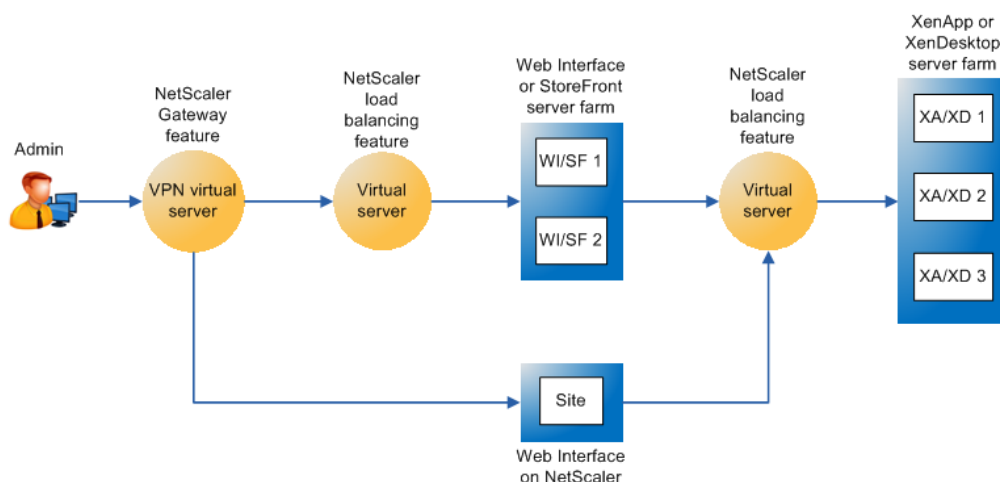 Admin
NetScaler
Gateway
feature
VPN virtual
server
NetScaler
load
balancing
feature
Virtual
server
Web Interface
or StoreFront
server farm
WI/SF 1
WI/SF 2
NetScaler
load
balancing
feature
Virtual
server
XenApp or
XenDesktop
server farm
XA/XD 1
XA/XD 2
XA/XD 3
Site
Web Interface
on NetScaler